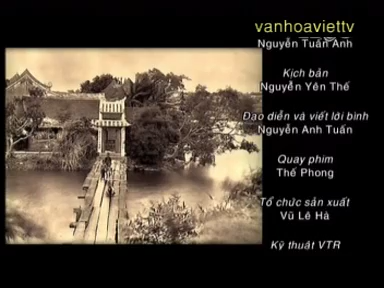 vanhoaviettv
Nguyễn Tuấn Anh
Kịch bản
Nguyễn Yên Thế
Đạo diễn và viết lời bình
Nguyễn Anh Tuấn
Quay phim
Thế Phong
Tổ chức sản xuất
Vũ Lê Hà
Kỹ thuật VTR